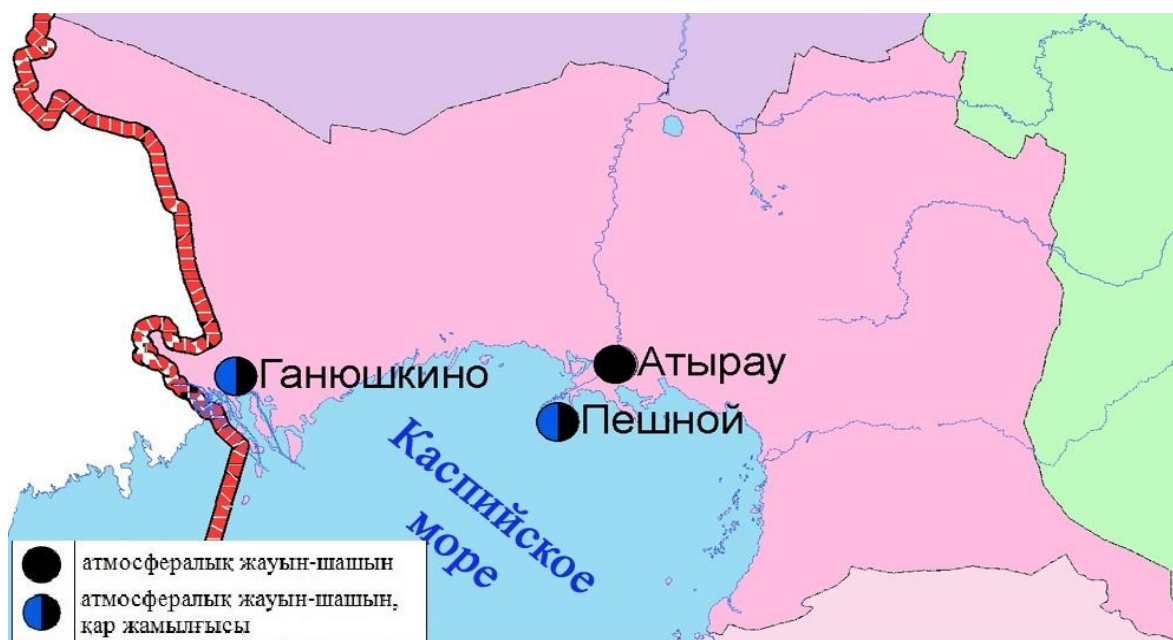 Ганюшкино
Атырау
Пешной
Каспийское
море
атмосфералық жауын-шашын
атмосфералық жауын-шашын,
қар жамылғысы